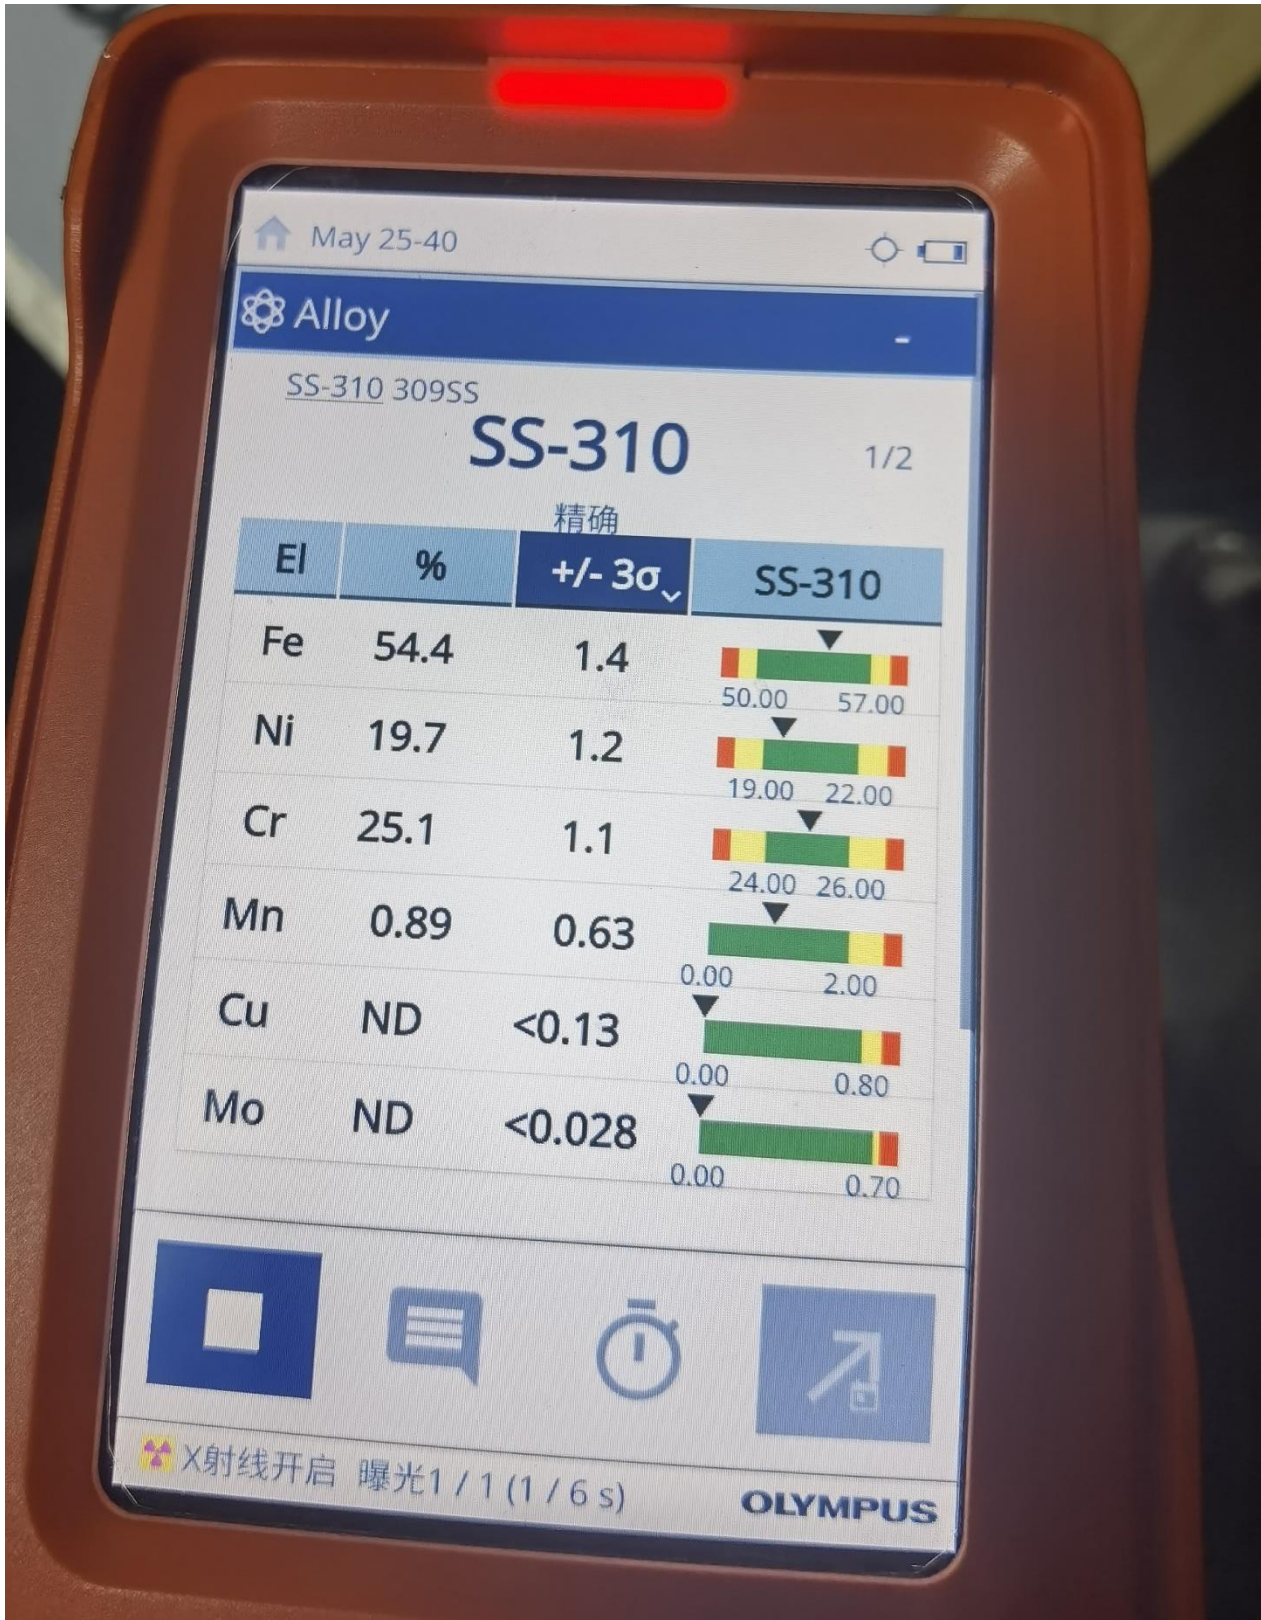 May 25-40
Alloy -
SS-310 309SS
SS-310 1/2
精确
El % +/- 3σ SS-310
Fe 54.4 1.4
50.00 57.00
Ni 19.7 1.2
19.00 22.00
Cr 25.1 1.1
24.00 26.00
Mn 0.89 0.63
0.00 2.00
Cu ND <0.13
0.00 0.80
Mo ND <0.028
0.00 0.70
X射线开启 曝光1 / 1 (1 / 6 s)
OLYMPUS